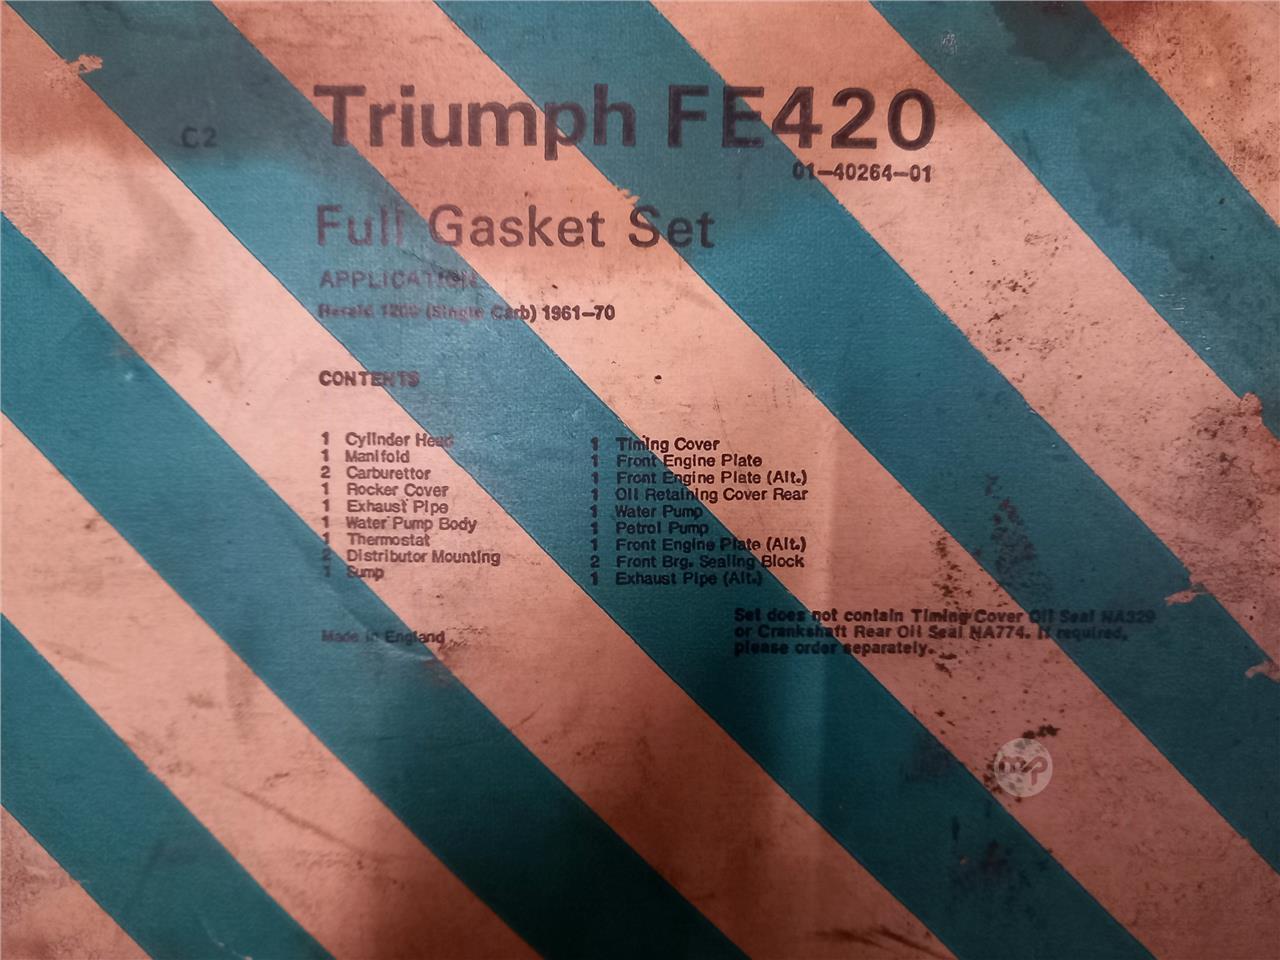 C2
Triumph FE420
01—40264—01
Full Gasket Set
APPLICATION
Herald 1200 (Single Carb) 1961—70
CONTENTS
1 Cylinder Head
1 Manifold
2 Carburettor
1 Rocker Cover
1 Exhaust Pipe
1 Water Pump Body
1 Thermostat
2 Distributor Mounting
1 Sump
1 Timing Cover
1 Front Engine Plate
1 Front Engine Plate (Alt.)
1 Oil Retaining Cover Rear
1 Water Pump
1 Petrol Pump
1 Front Engine Plate (Alt.)
2 Front Brg. Sealing Block
1 Exhaust Pipe (Alt.)
Made in England
Set does not contain Timing Cover Oil Seal NA329
or Crankshaft Rear Oil Seal NA774. If required,
please order separately.
mp